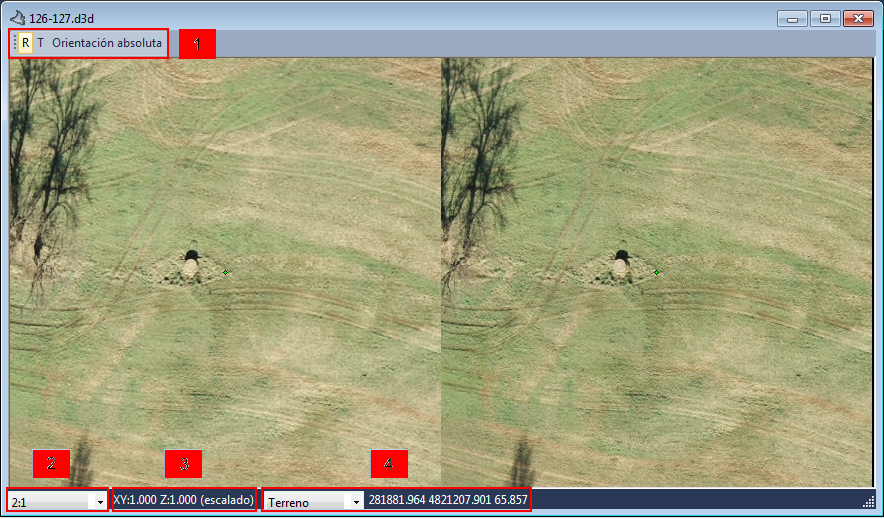 126-127.d3d
R T Orientación absoluta 1
2 3 4
2:1 XY:1.000 Z:1.000 (escalado) Terreno 281881.964 4821207.901 65.857